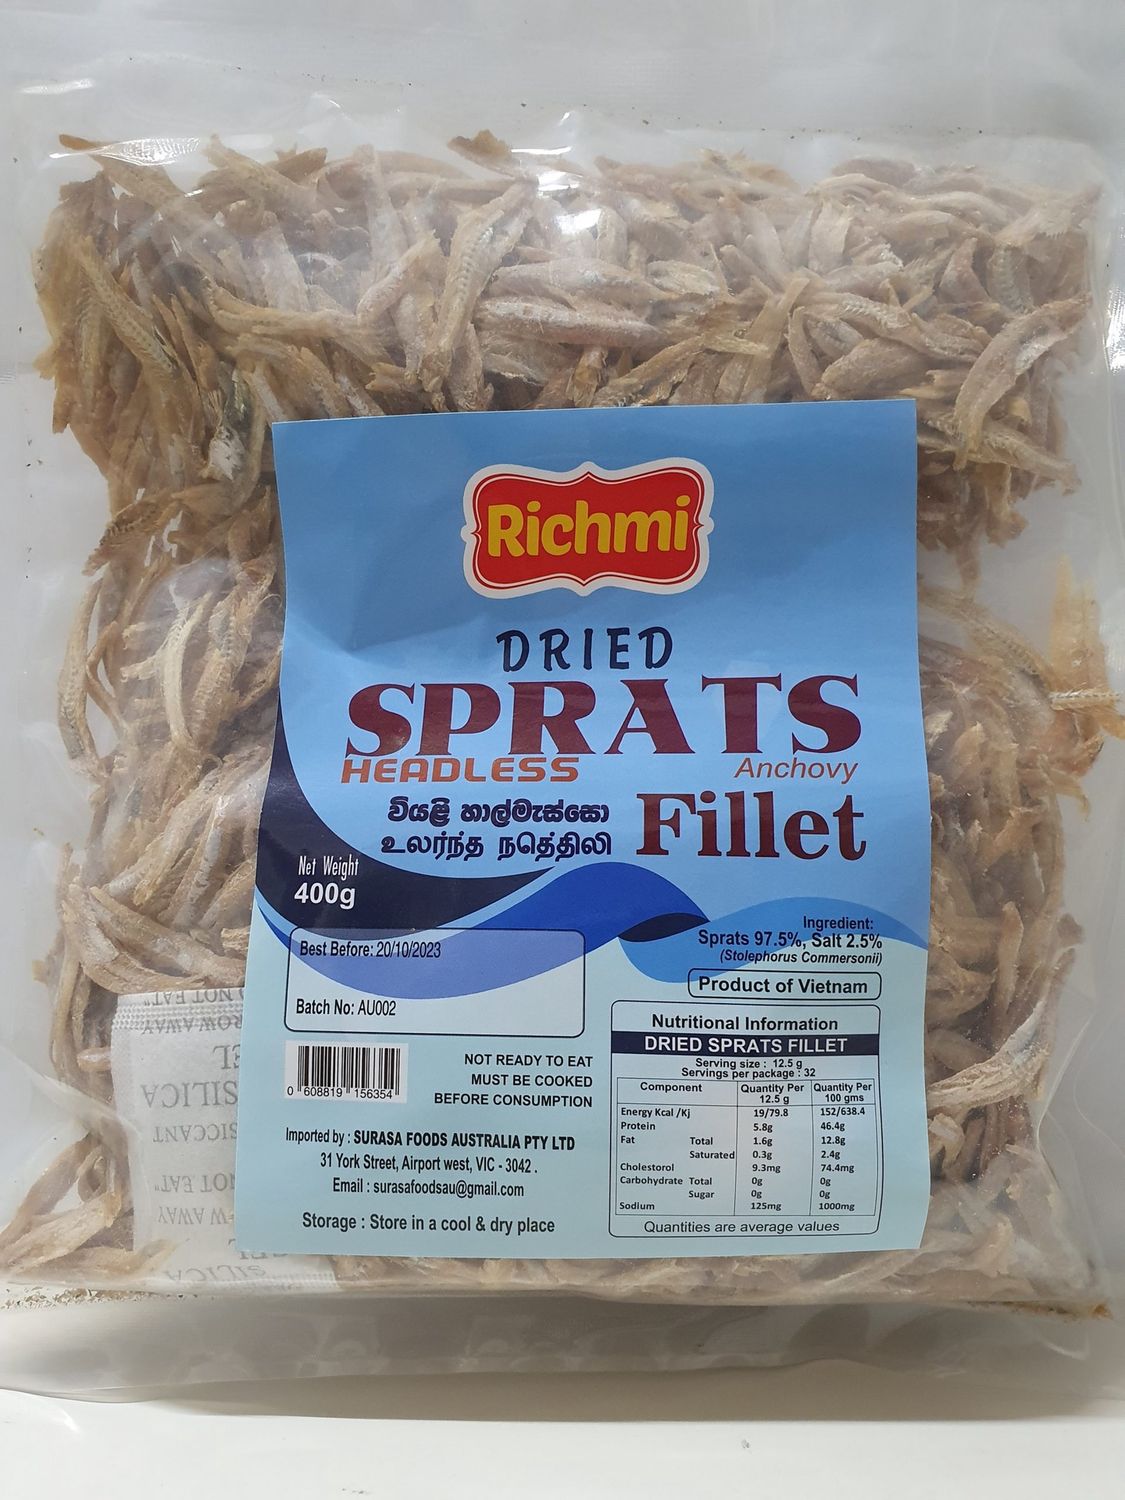 Richmi
DRIED
SPRATS
HEADLESS
Anchovy
වියළි හාල්මැස්සො
உலர்ந்த நெத்திலி
Fillet
Net Weight
400g
Best Before: 20/10/2023
Batch No: AU002
Ingredient:
Sprats 97.5%, Salt 2.5%
(Stolephorus Commersonii)
Product of Vietnam
0 608819 156354
NOT READY TO EAT
MUST BE COOKED
BEFORE CONSUMPTION
Imported by : SURASA FOODS AUSTRALIA PTY LTD
31 York Street, Airport west, VIC - 3042 .
Email : surasafoodsau@gmail.com
Storage : Store in a cool & dry place
Nutritional Information
DRIED SPRATS FILLET
Serving size : 12.5 g
Servings per package : 32
Component Quantity Per 12.5 g Quantity Per 100 gms
Energy Kcal /Kj 19/79.8 152/638.4
Protein 5.8g 46.4g
Fat Total 1.6g 12.8g
Saturated 0.3g 2.4g
Cholestorol 9.3mg 74.4mg
Carbohydrate Total 0g 0g
Sugar 0g 0g
Sodium 125mg 1000mg
Quantities are average values
NOT EAT"
SILICA
NOT EAT"
AWAY
SILICA